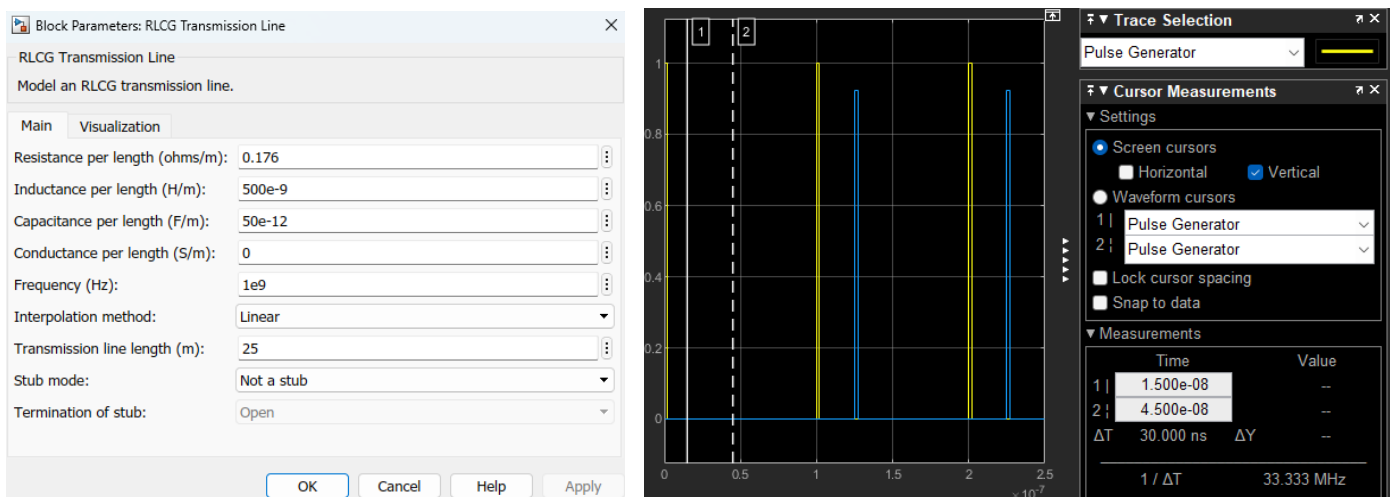 Block Parameters: RLCG Transmission Line
RLCG Transmission Line
Model an RLCG transmission line.
Main Visualization
Resistance per length (ohms/m): 0.176
Inductance per length (H/m): 500e-9
Capacitance per length (F/m): 50e-12
Conductance per length (S/m): 0
Frequency (Hz): 1e9
Interpolation method: Linear
Transmission line length (m): 25
Stub mode: Not a stub
Termination of stub: Open
OK Cancel Help Apply
1 2
1
0.8
0.6
0.4
0.2
0
0 0.5 1 1.5 2 2.5
× 10-7
Trace Selection
Pulse Generator
Cursor Measurements
Settings
Screen cursors
Horizontal Vertical
Waveform cursors
1 | Pulse Generator
2 ¦ Pulse Generator
Lock cursor spacing
Snap to data
Measurements
Time Value
1 | 1.500e-08 --
2 ¦ 4.500e-08 --
ΔT 30.000 ns ΔY --
1 / ΔT 33.333 MHz